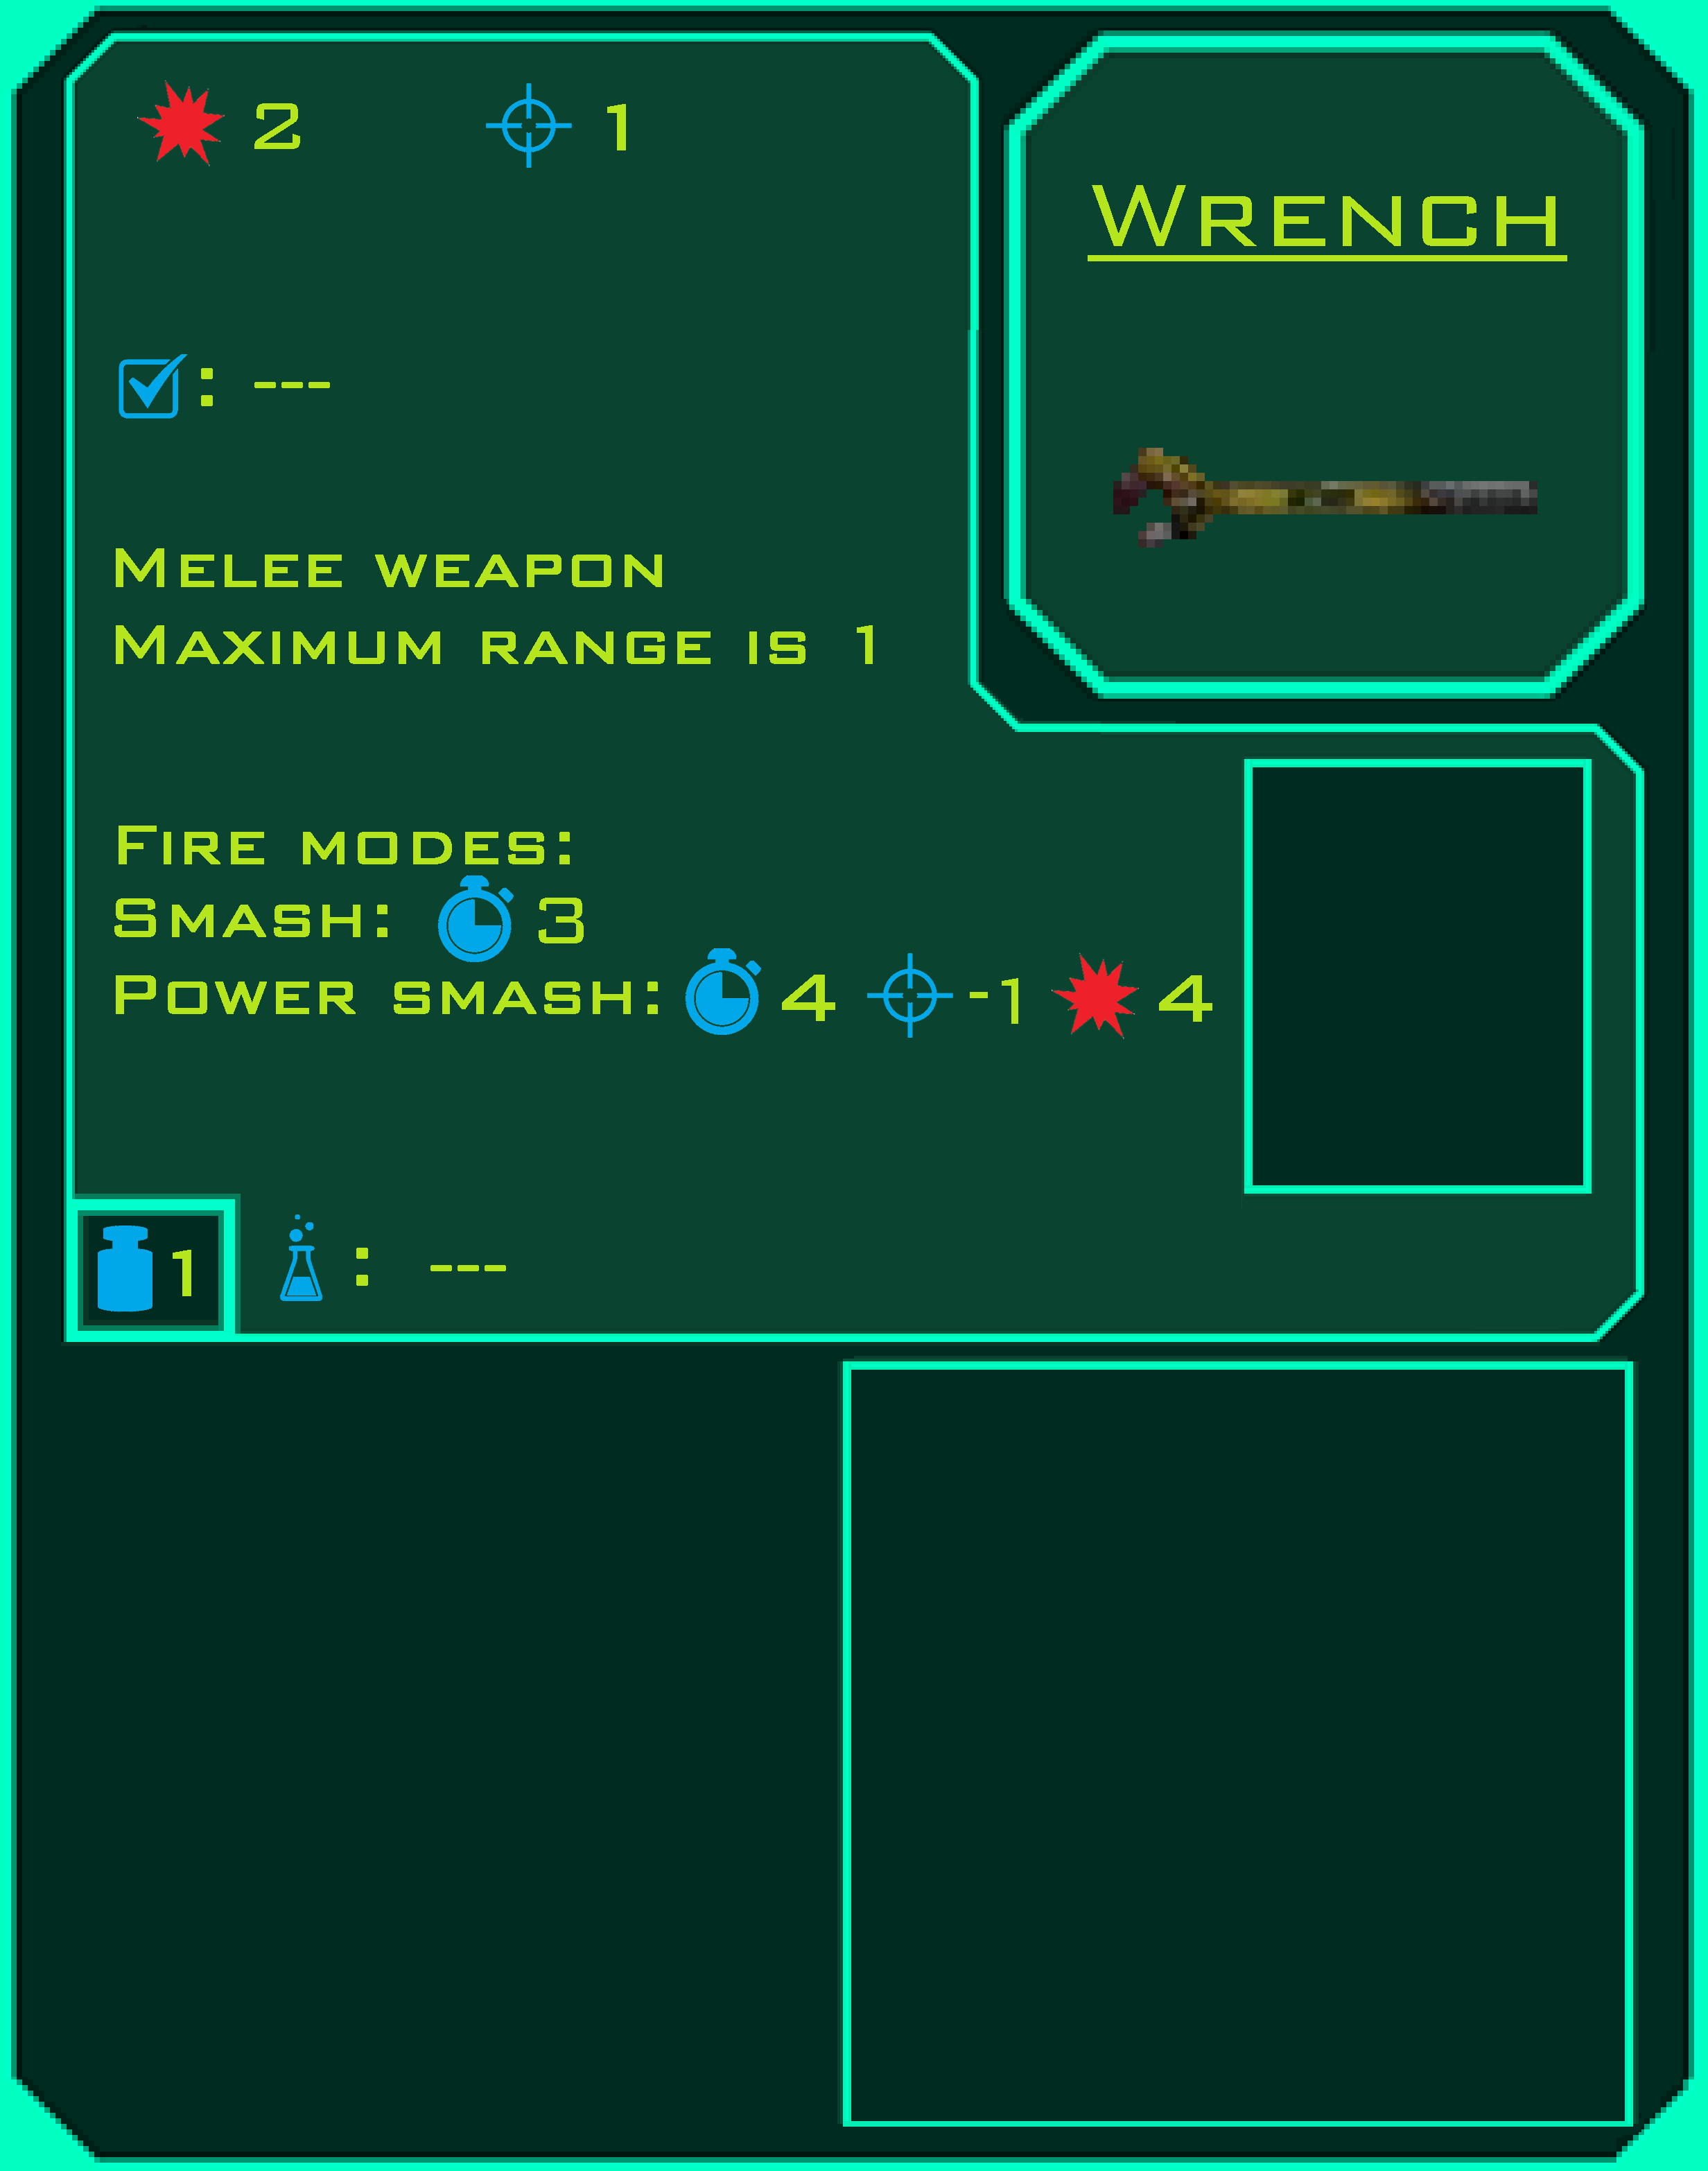 2 1
WRENCH
: ---
MELEE WEAPON
MAXIMUM RANGE IS 1
FIRE MODES:
SMASH: 3
POWER SMASH: 4 -1 4
1 : ---